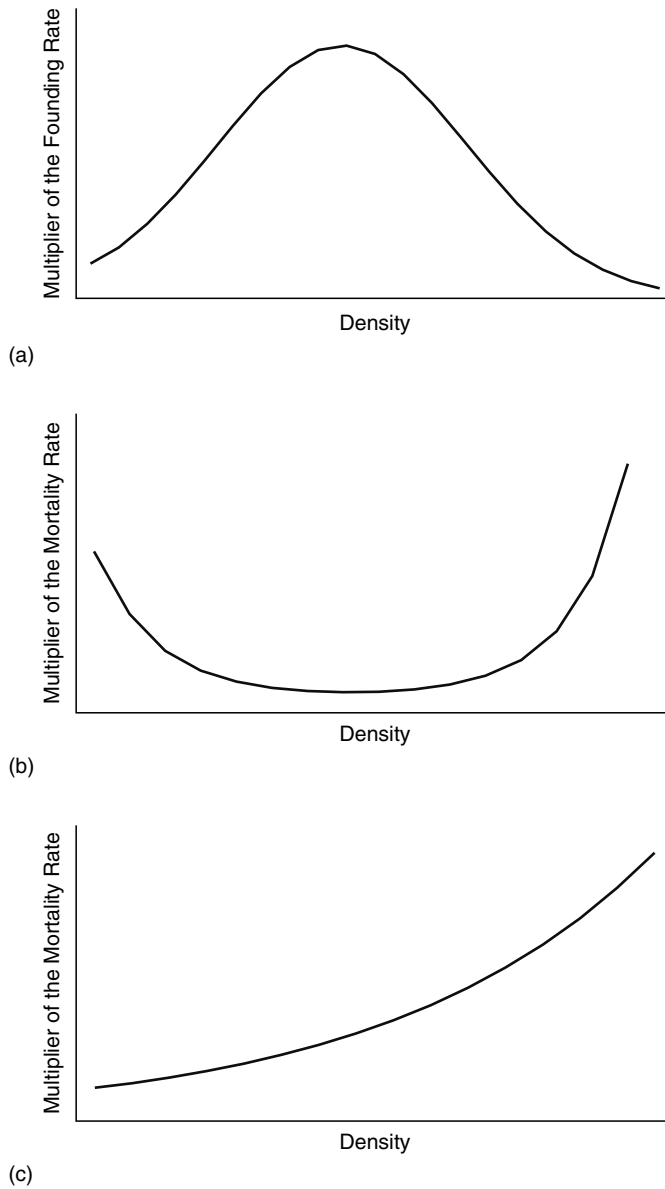 Multiplier of the Founding Rate
Density
(a)
Multiplier of the Mortality Rate
Density
(b)
Multiplier of the Mortality Rate
Density
(c)